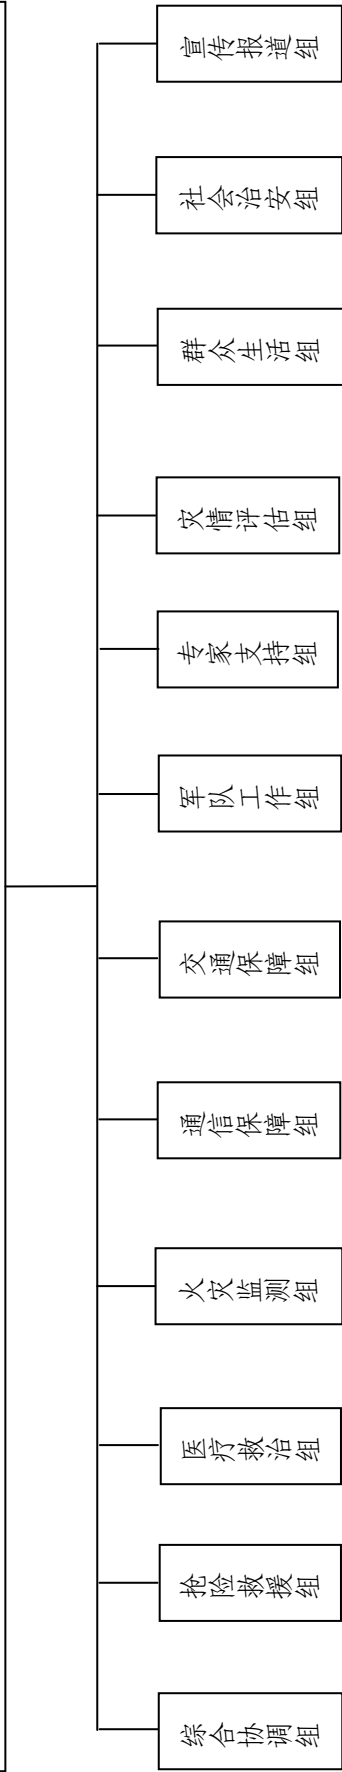 宣传报道组
社会治安组
群众生活组
灾情评估组
专家支持组
军队工作组
交通保障组
通信保障组
火灾监测组
医疗救治组
抢险救援组
综合协调组